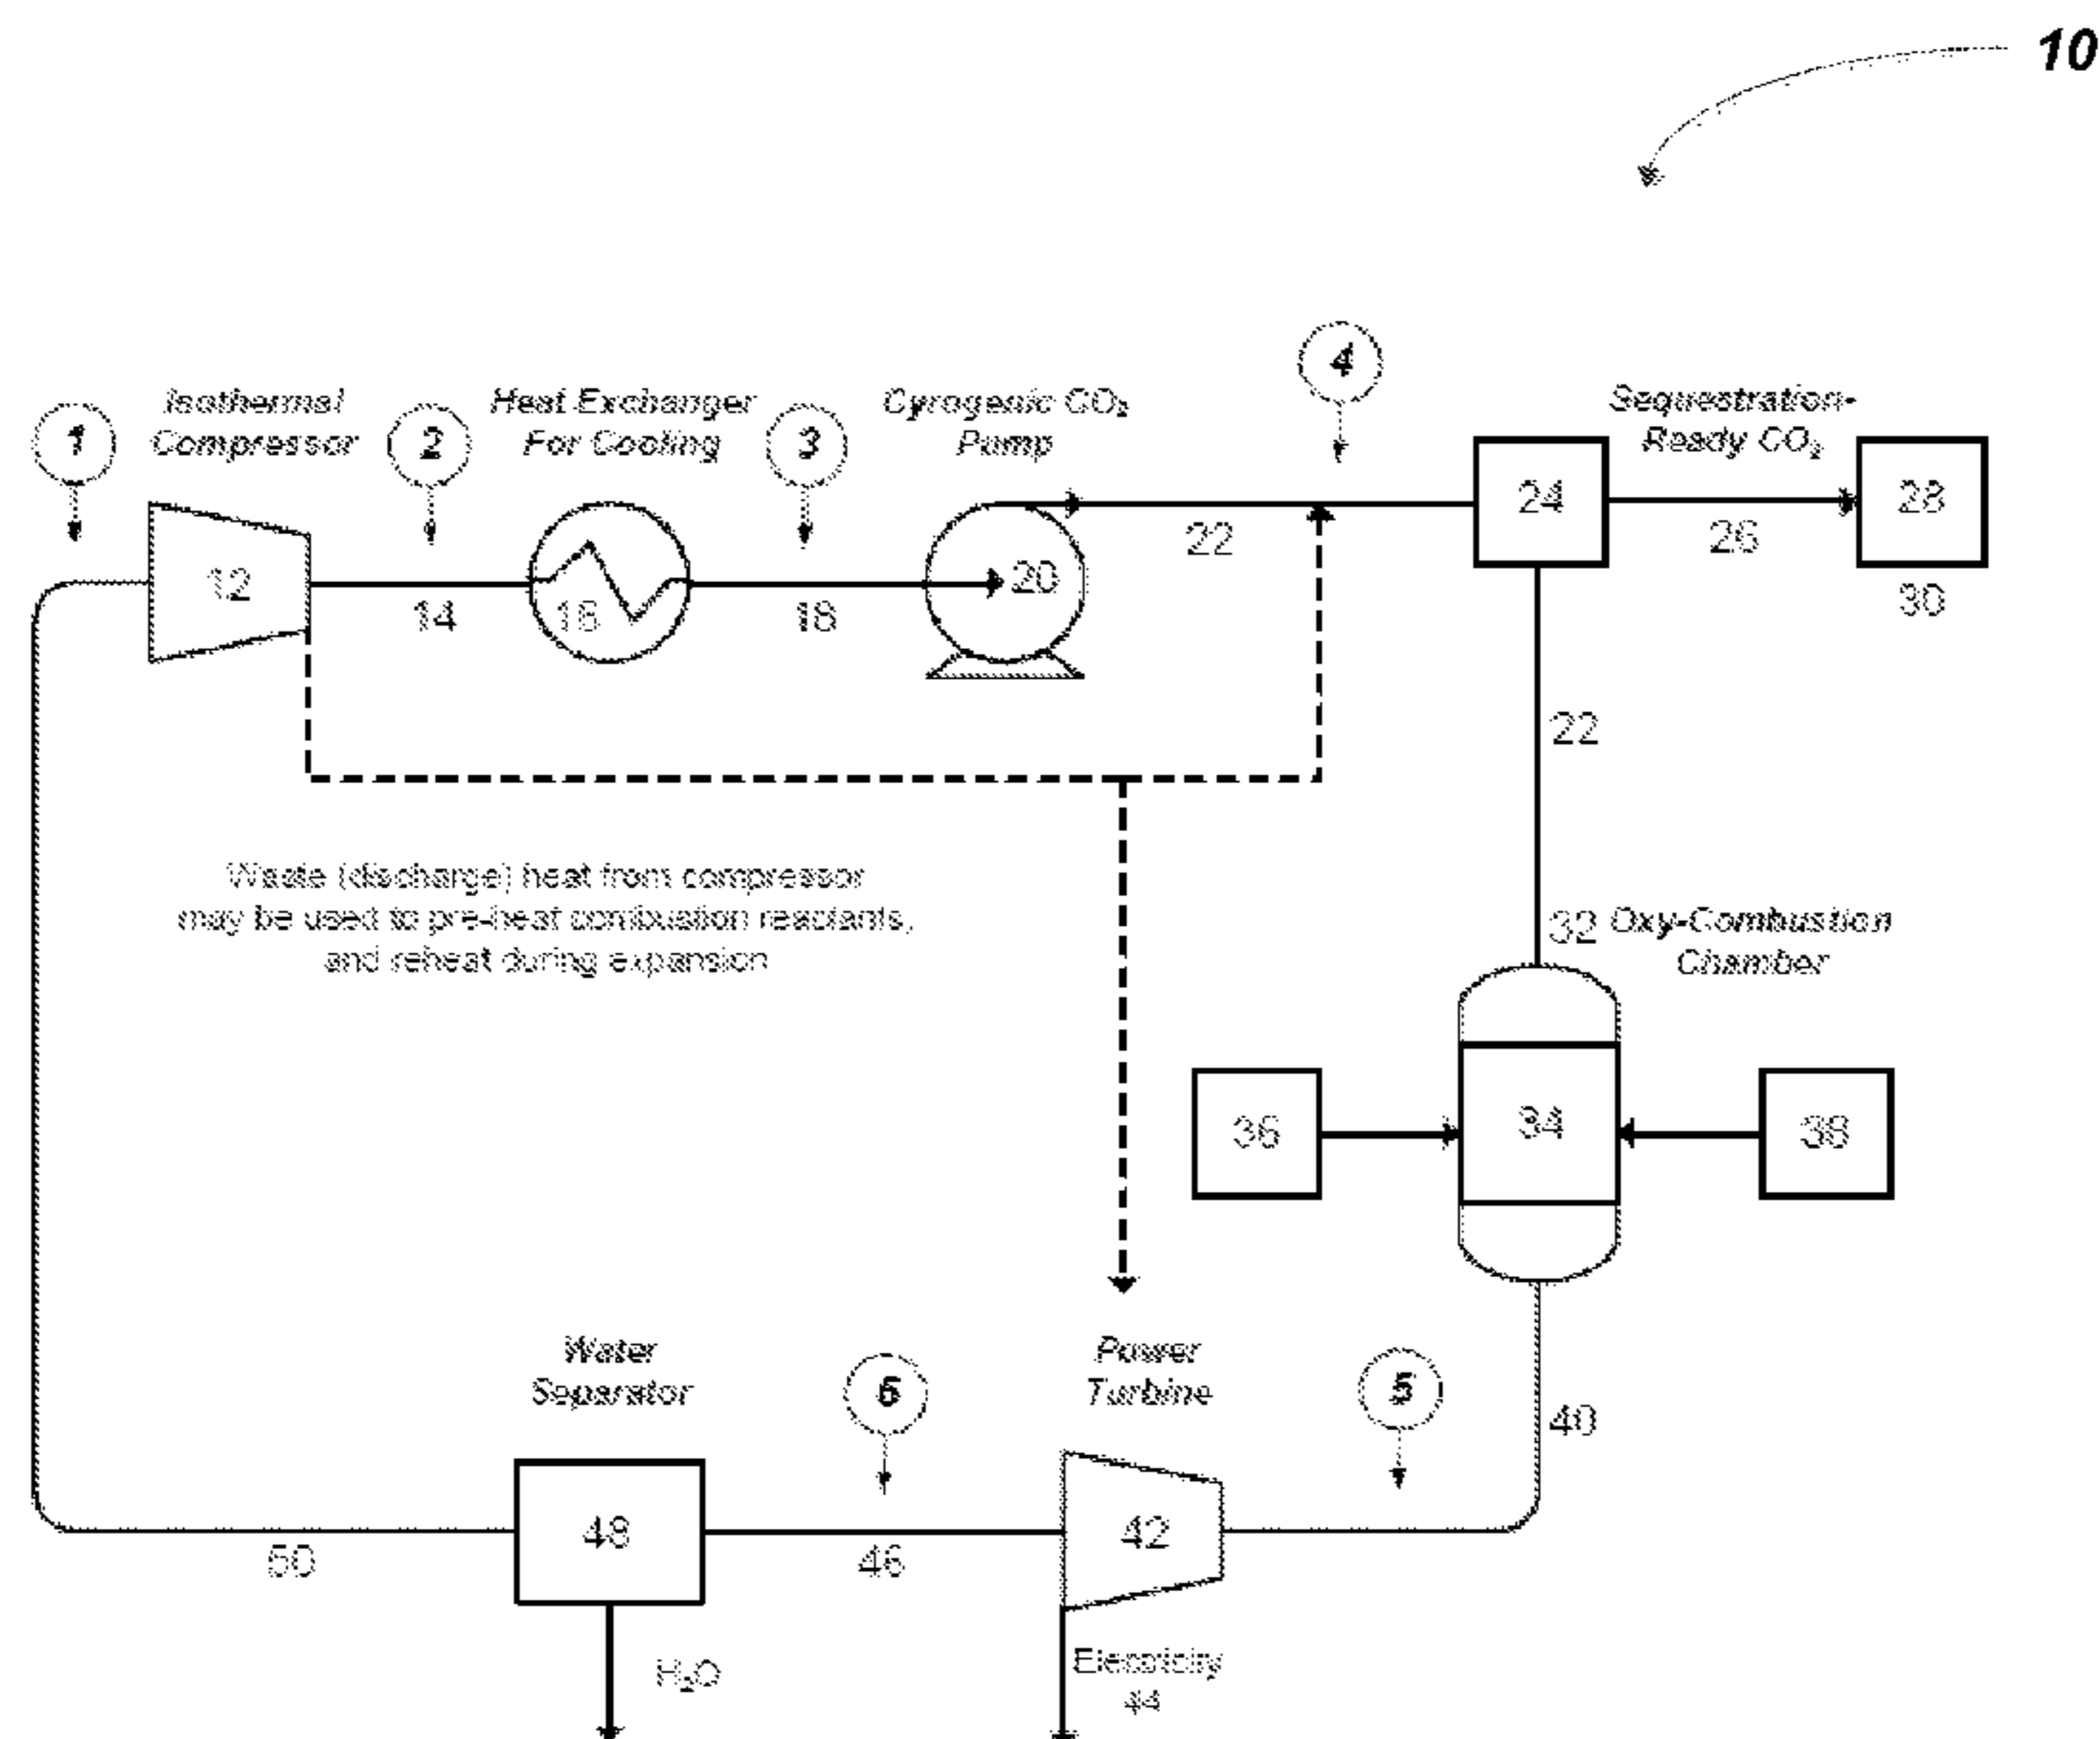 10
4
Isothermal
Compressor
Heat Exchanger
For Cooling
Cyrogenic CO₂
Pump
Sequestration-
Ready CO₂
1
2
3
24
28
22
26
12
14
16
18
20
30
22
Waste (discharge) heat from compressor
may be used to pre-heat combustion reactants,
and reheat during expansion
32 Oxy-Combustion
Chamber
36
34
38
Water
Separator
6
Power
Turbine
5
40
48
42
50
46
H₂O
Electricity
44